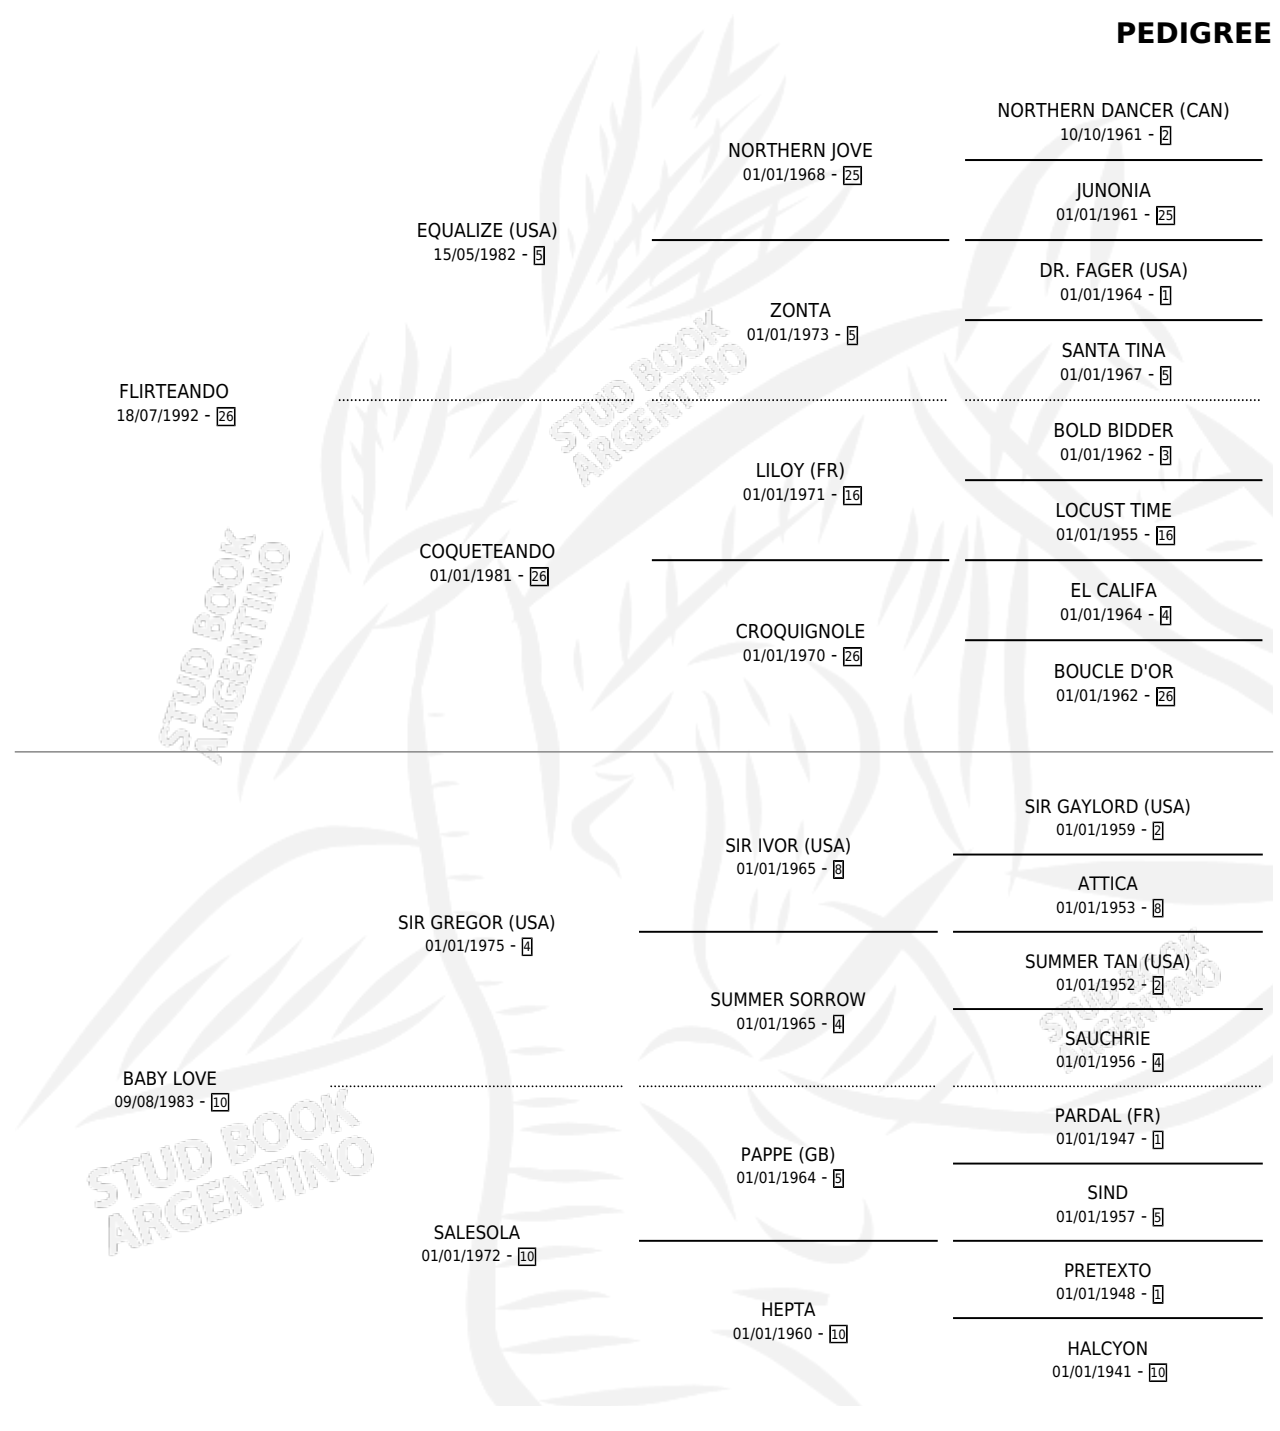 PEDIGREE
NORTHERN DANCER (CAN)
10/10/1961 - 2
NORTHERN JOVE
01/01/1968 - 25
JUNONIA
01/01/1961 - 25
EQUALIZE (USA)
15/05/1982 - 5
DR. FAGER (USA)
01/01/1964 - 1
ZONTA
01/01/1973 - 5
SANTA TINA
01/01/1967 - 5
FLIRTEANDO
18/07/1992 - 26
STUD BOOK
ARGENTINO
BOLD BIDDER
01/01/1962 - 3
LILOY (FR)
01/01/1971 - 16
LOCUST TIME
01/01/1955 - 16
COQUETEANDO
01/01/1981 - 26
EL CALIFA
01/01/1964 - 4
CROQUIGNOLE
01/01/1970 - 26
STUD BOOK
ARGENTINO
BOUCLE D'OR
01/01/1962 - 26
SIR GAYLORD (USA)
01/01/1959 - 2
SIR IVOR (USA)
01/01/1965 - 8
ATTICA
01/01/1953 - 8
SIR GREGOR (USA)
01/01/1975 - 4
SUMMER TAN (USA)
01/01/1952 - 2
SUMMER SORROW
01/01/1965 - 4
STUD BOOK
ARGENTINO
SAUCHRIE
01/01/1956 - 4
BABY LOVE
09/08/1983 - 10
PARDAL (FR)
01/01/1947 - 1
PAPPE (GB)
01/01/1964 - 5
STUD BOOK
ARGENTINO
SIND
01/01/1957 - 5
SALESOLA
01/01/1972 - 10
PRETEXTO
01/01/1948 - 1
HEPTA
01/01/1960 - 10
HALCYON
01/01/1941 - 10